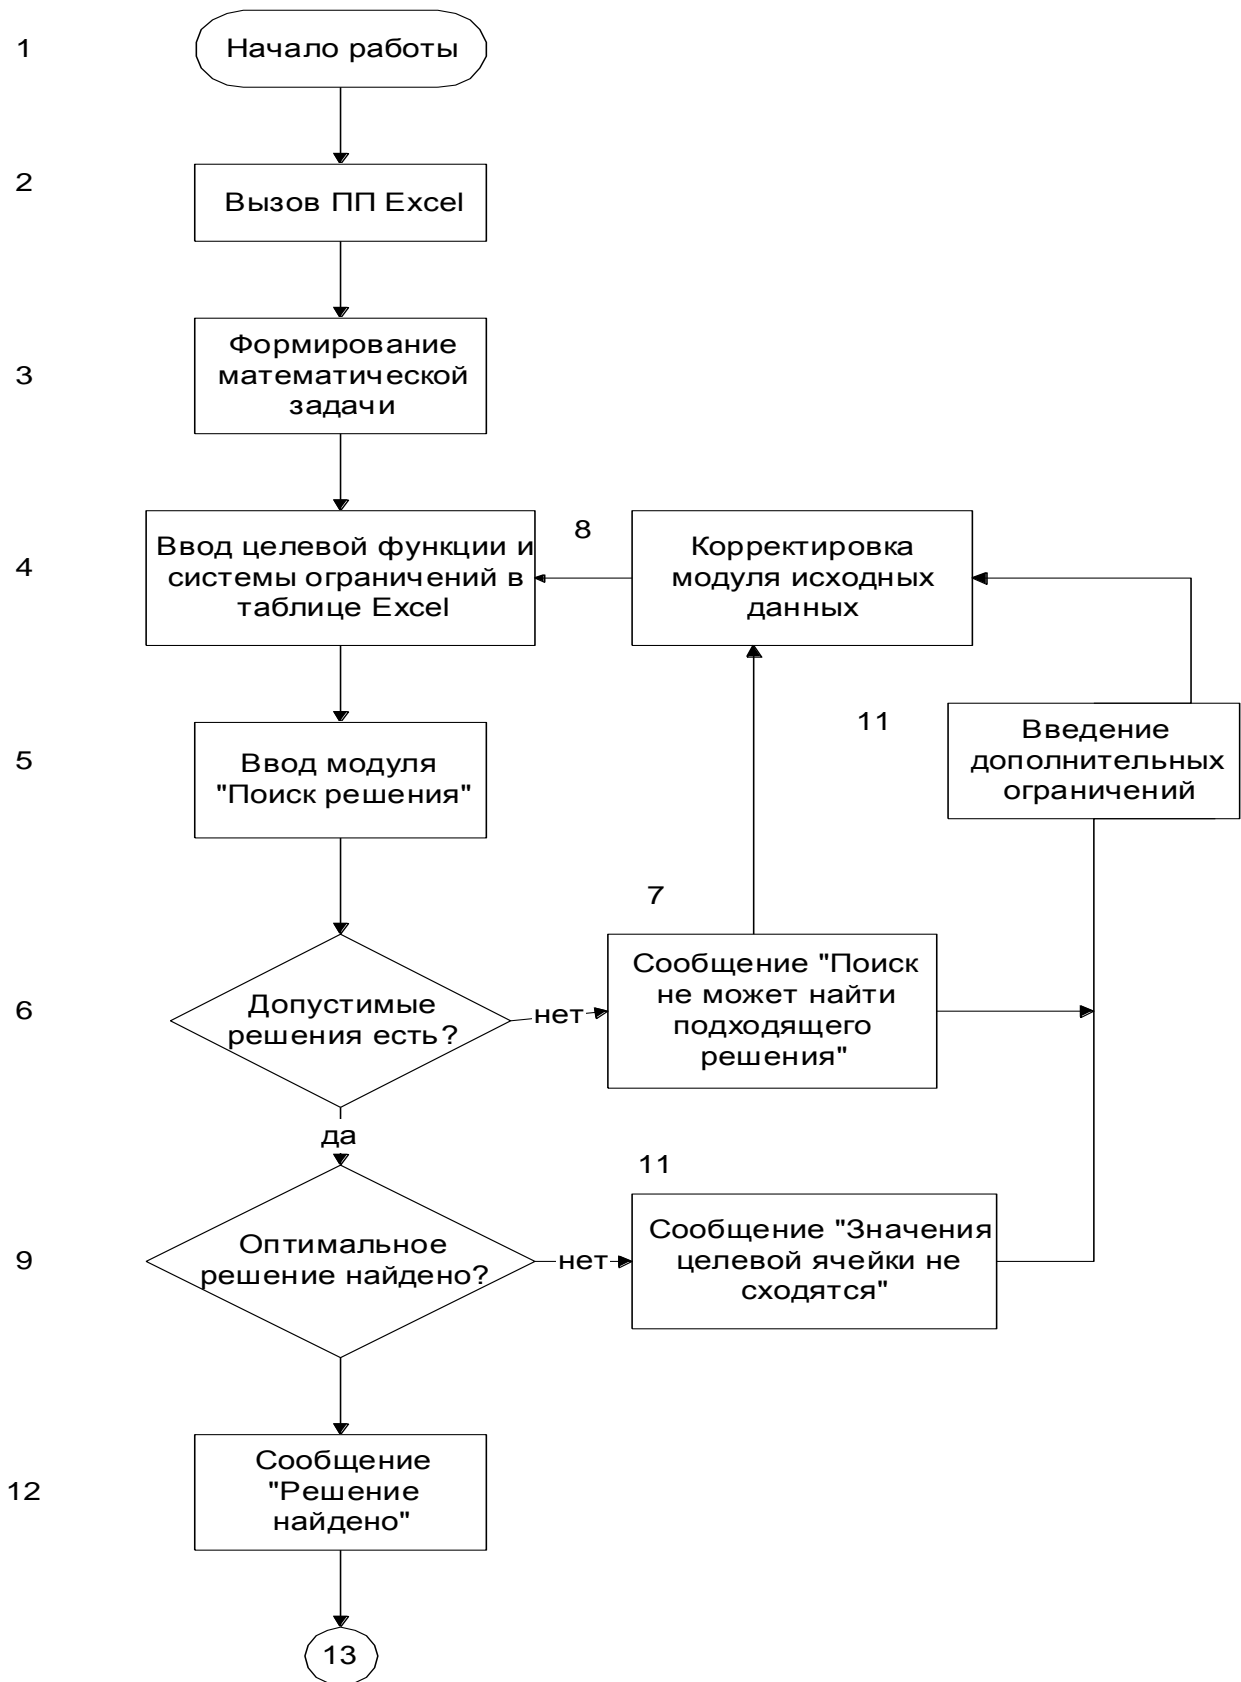 1
Начало работы
2
Вызов ПП Excel
3
Формирование
математической
задачи
4
Ввод целевой функции и
системы ограничений в
таблице Excel
8
Корректировка
модуля исходных
данных
5
Ввод модуля
"Поиск решения"
11
Введение
дополнительных
ограничений
6
Допустимые
решения есть?
нет
7
Сообщение "Поиск
не может найти
подходящего
решения"
да
9
Оптимальное
решение найдено?
нет
11
Сообщение "Значения
целевой ячейки не
сходятся"
12
Сообщение
"Решение
найдено"
13